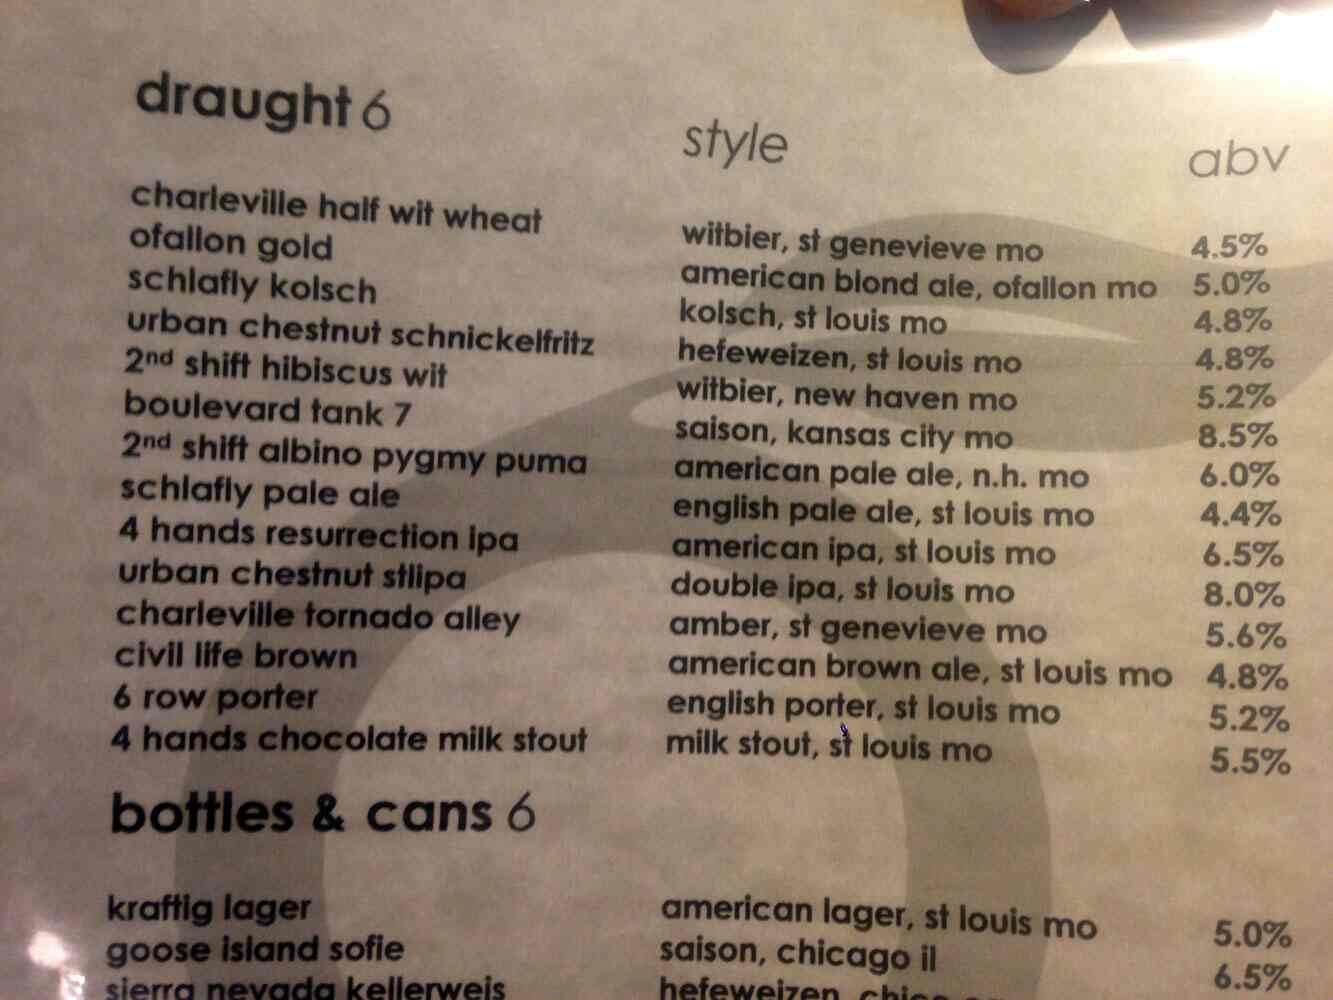 draught 6 style abv
charleville half wit wheat witbier, st genevieve mo 4.5%
ofallon gold american blond ale, ofallon mo 5.0%
schlafly kolsch kolsch, st louis mo 4.8%
urban chestnut schnickelfritz hefeweizen, st louis mo 4.8%
2nd shift hibiscus wit witbier, new haven mo 5.2%
boulevard tank 7 saison, kansas city mo 8.5%
2nd shift albino pygmy puma american pale ale, n.h. mo 6.0%
schlafly pale ale english pale ale, st louis mo 4.4%
4 hands resurrection ipa american ipa, st louis mo 6.5%
urban chestnut stlipa double ipa, st louis mo 8.0%
charleville tornado alley amber, st genevieve mo 5.6%
civil life brown american brown ale, st louis mo 4.8%
6 row porter english porter, st louis mo 5.2%
4 hands chocolate milk stout milk stout, st louis mo 5.5%
bottles & cans 6
kraftig lager american lager, st louis mo 5.0%
goose island sofie saison, chicago il 6.5%
sierra nevada kellerweis hefeweizen, chico